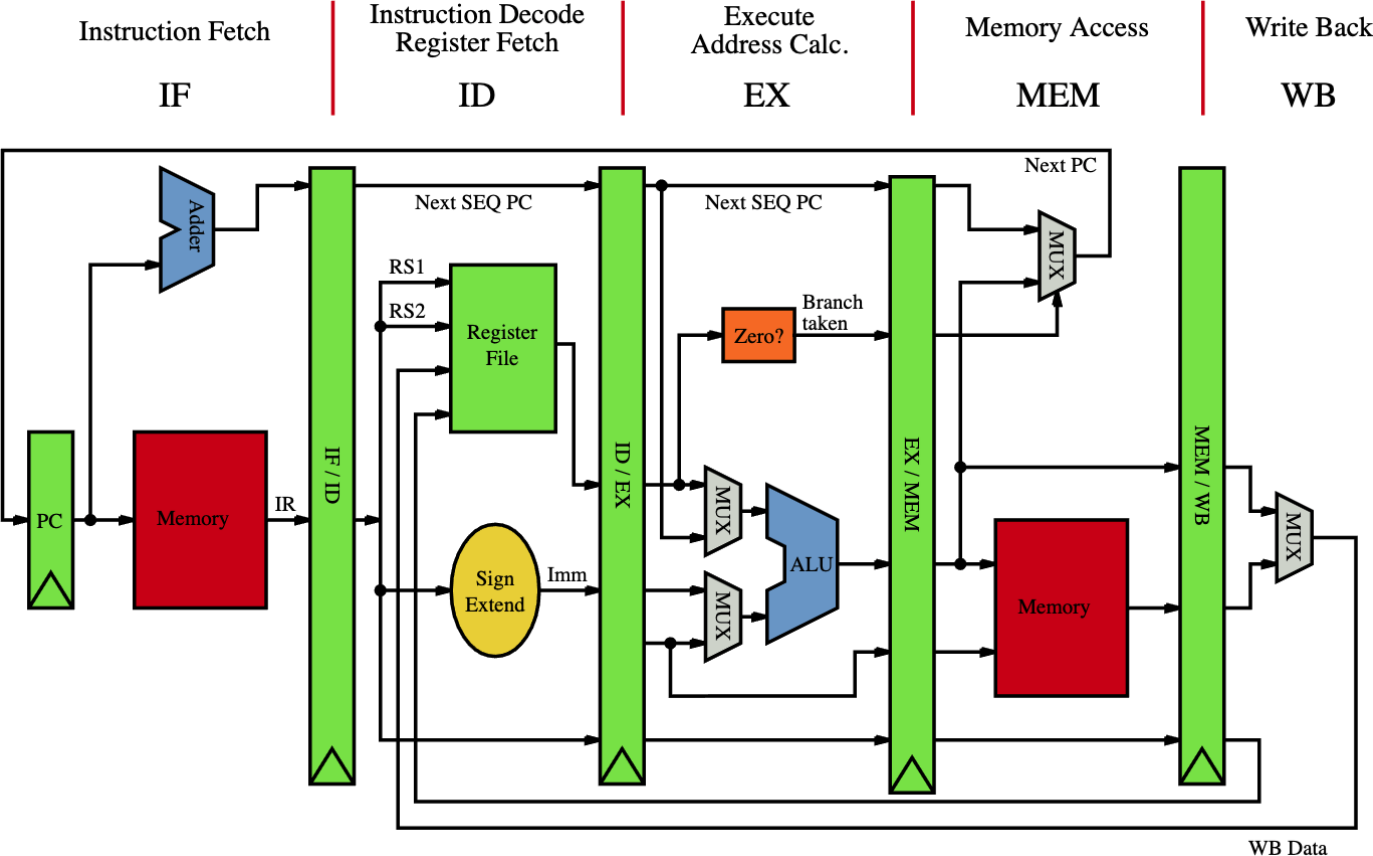 Instruction Fetch
Instruction Decode
Register Fetch
Execute
Address Calc.
Memory Access
Write Back
IF
ID
EX
MEM
WB
Next PC
Adder
Next SEQ PC
Next SEQ PC
MUX
RS1
RS2
Register
File
Branch
taken
Zero?
IF / ID
ID / EX
EX / MEM
MEM / WB
PC
Memory
IR
MUX
MUX
ALU
Sign
Extend
Imm
MUX
Memory
MUX
WB Data